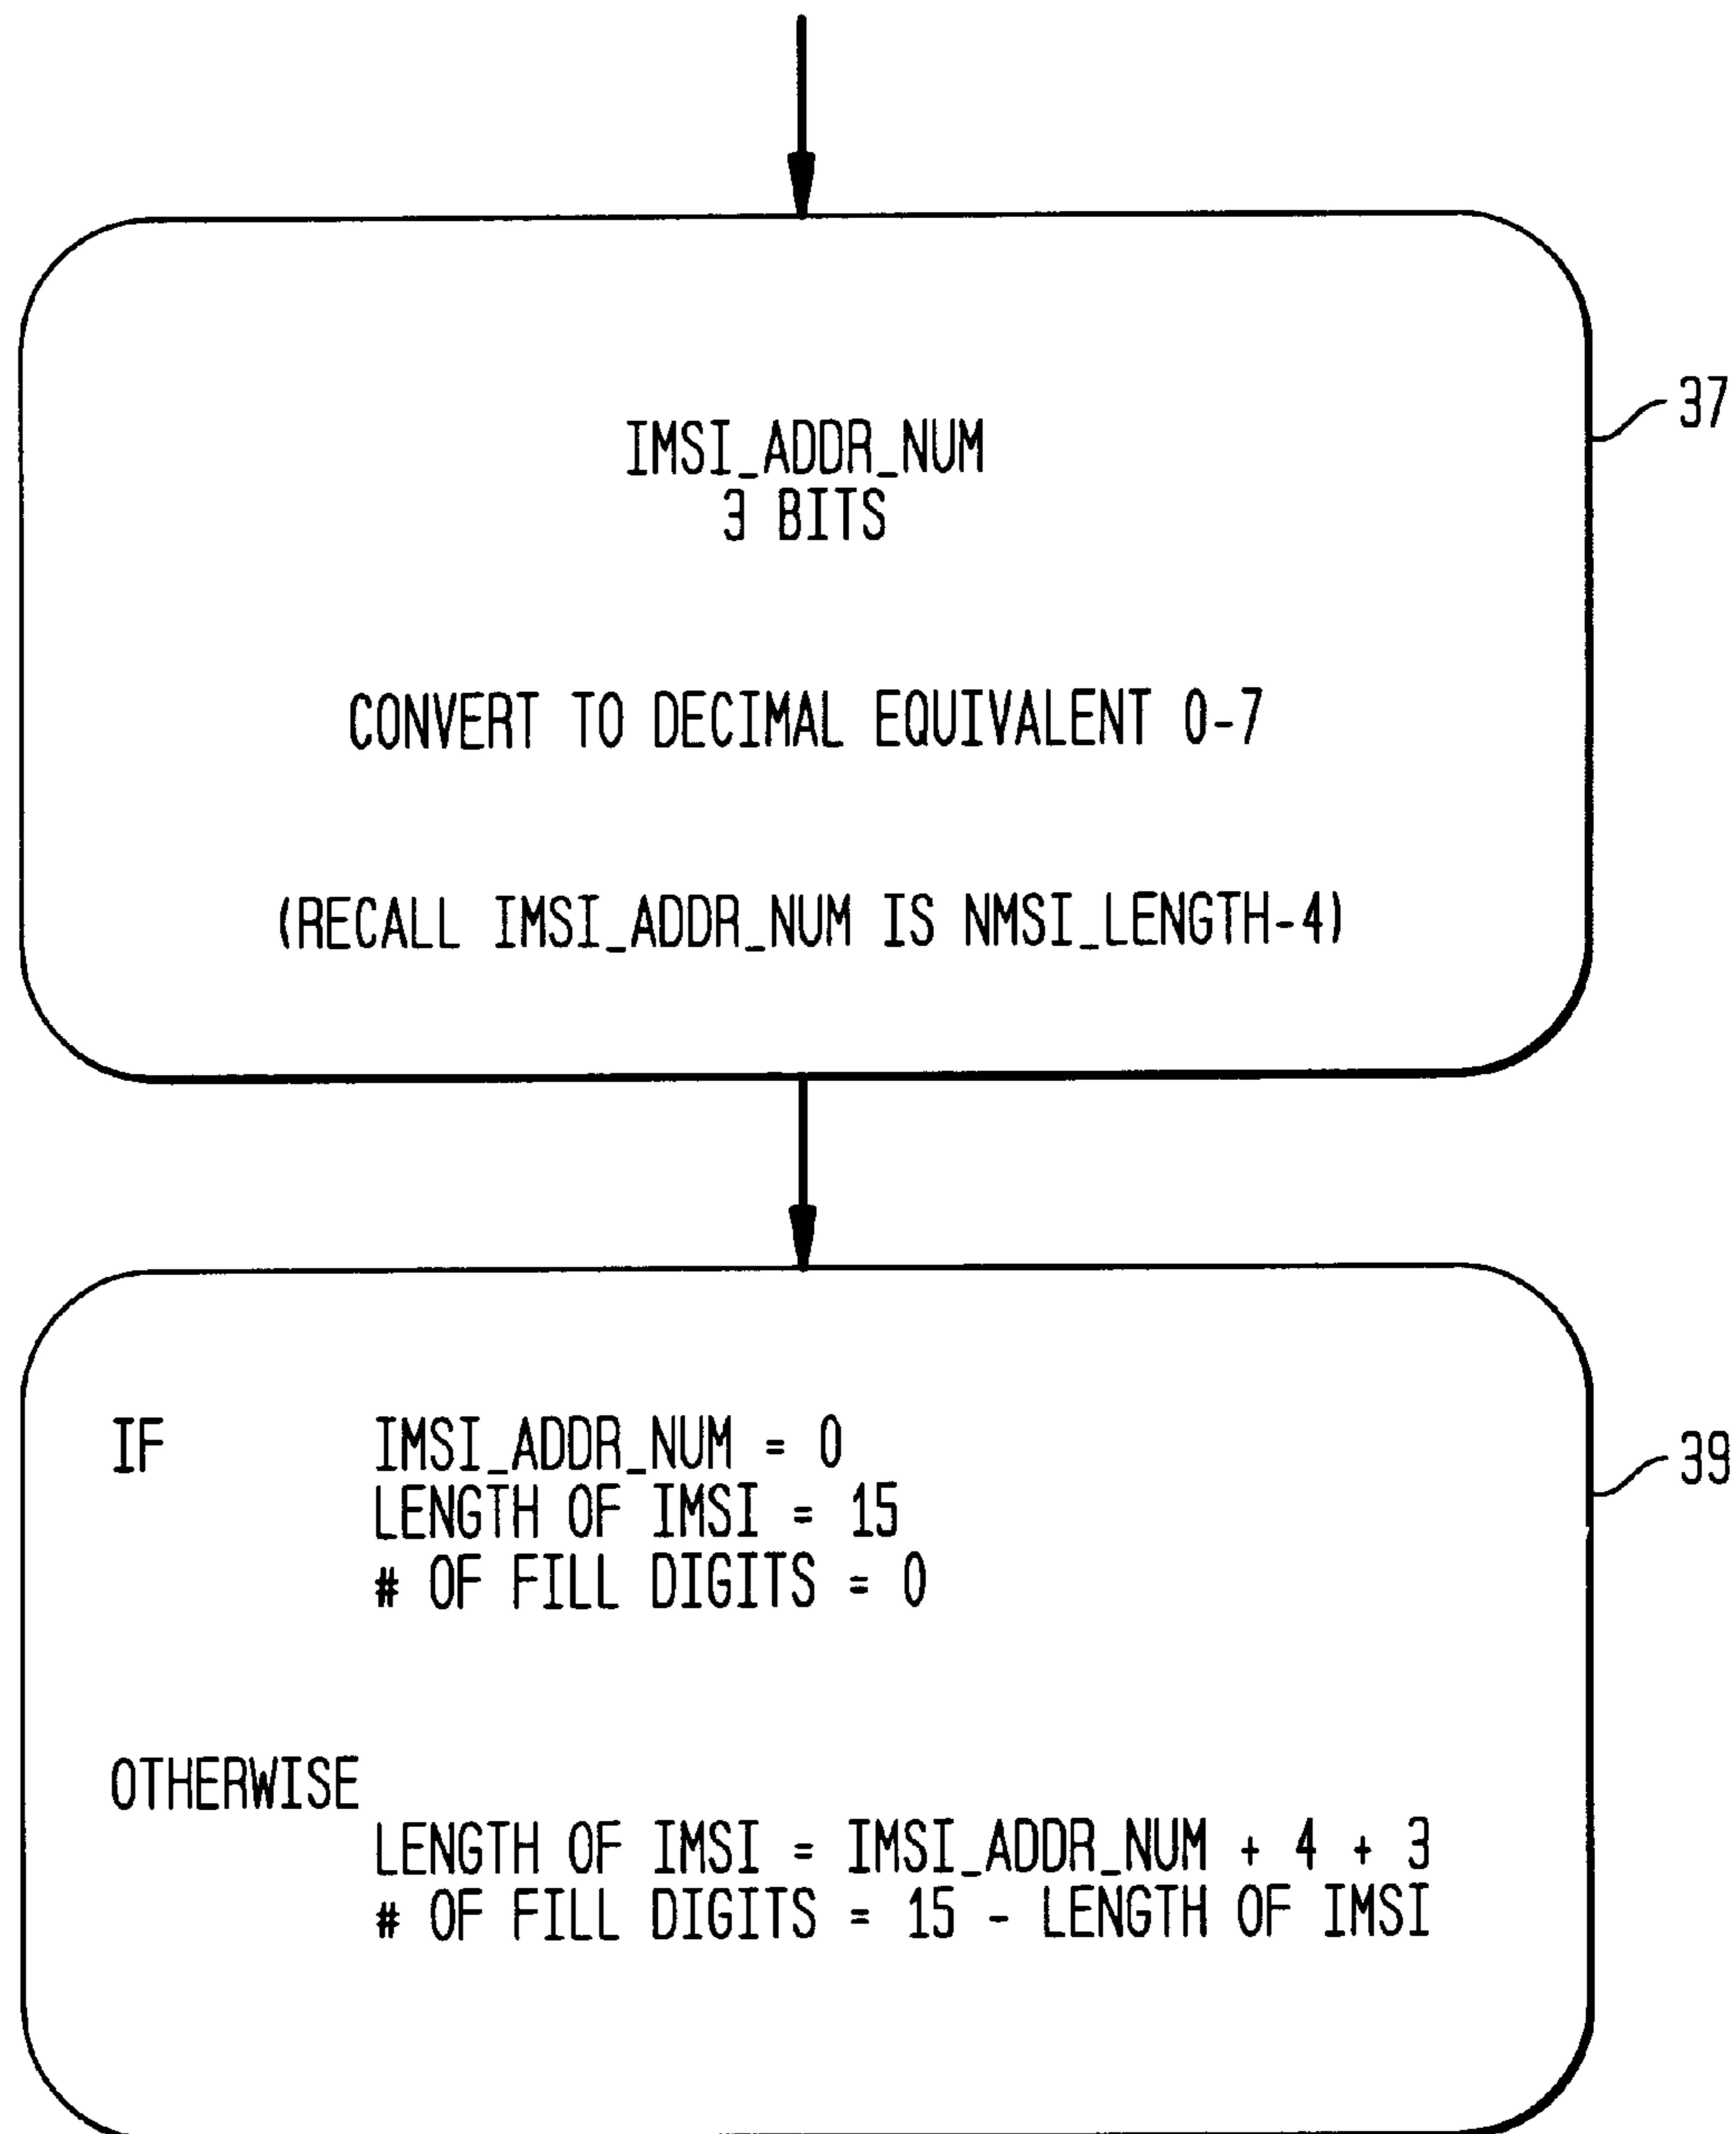 IMSI_ADDR_NUM
3 BITS
37
CONVERT TO DECIMAL EQUIVALENT 0-7
(RECALL IMSI_ADDR_NUM IS NMSI_LENGTH-4)
IF IMSI_ADDR_NUM = 0
39
LENGTH OF IMSI = 15
# OF FILL DIGITS = 0
OTHERWISE
LENGTH OF IMSI = IMSI_ADDR_NUM + 4 + 3
# OF FILL DIGITS = 15 - LENGTH OF IMSI